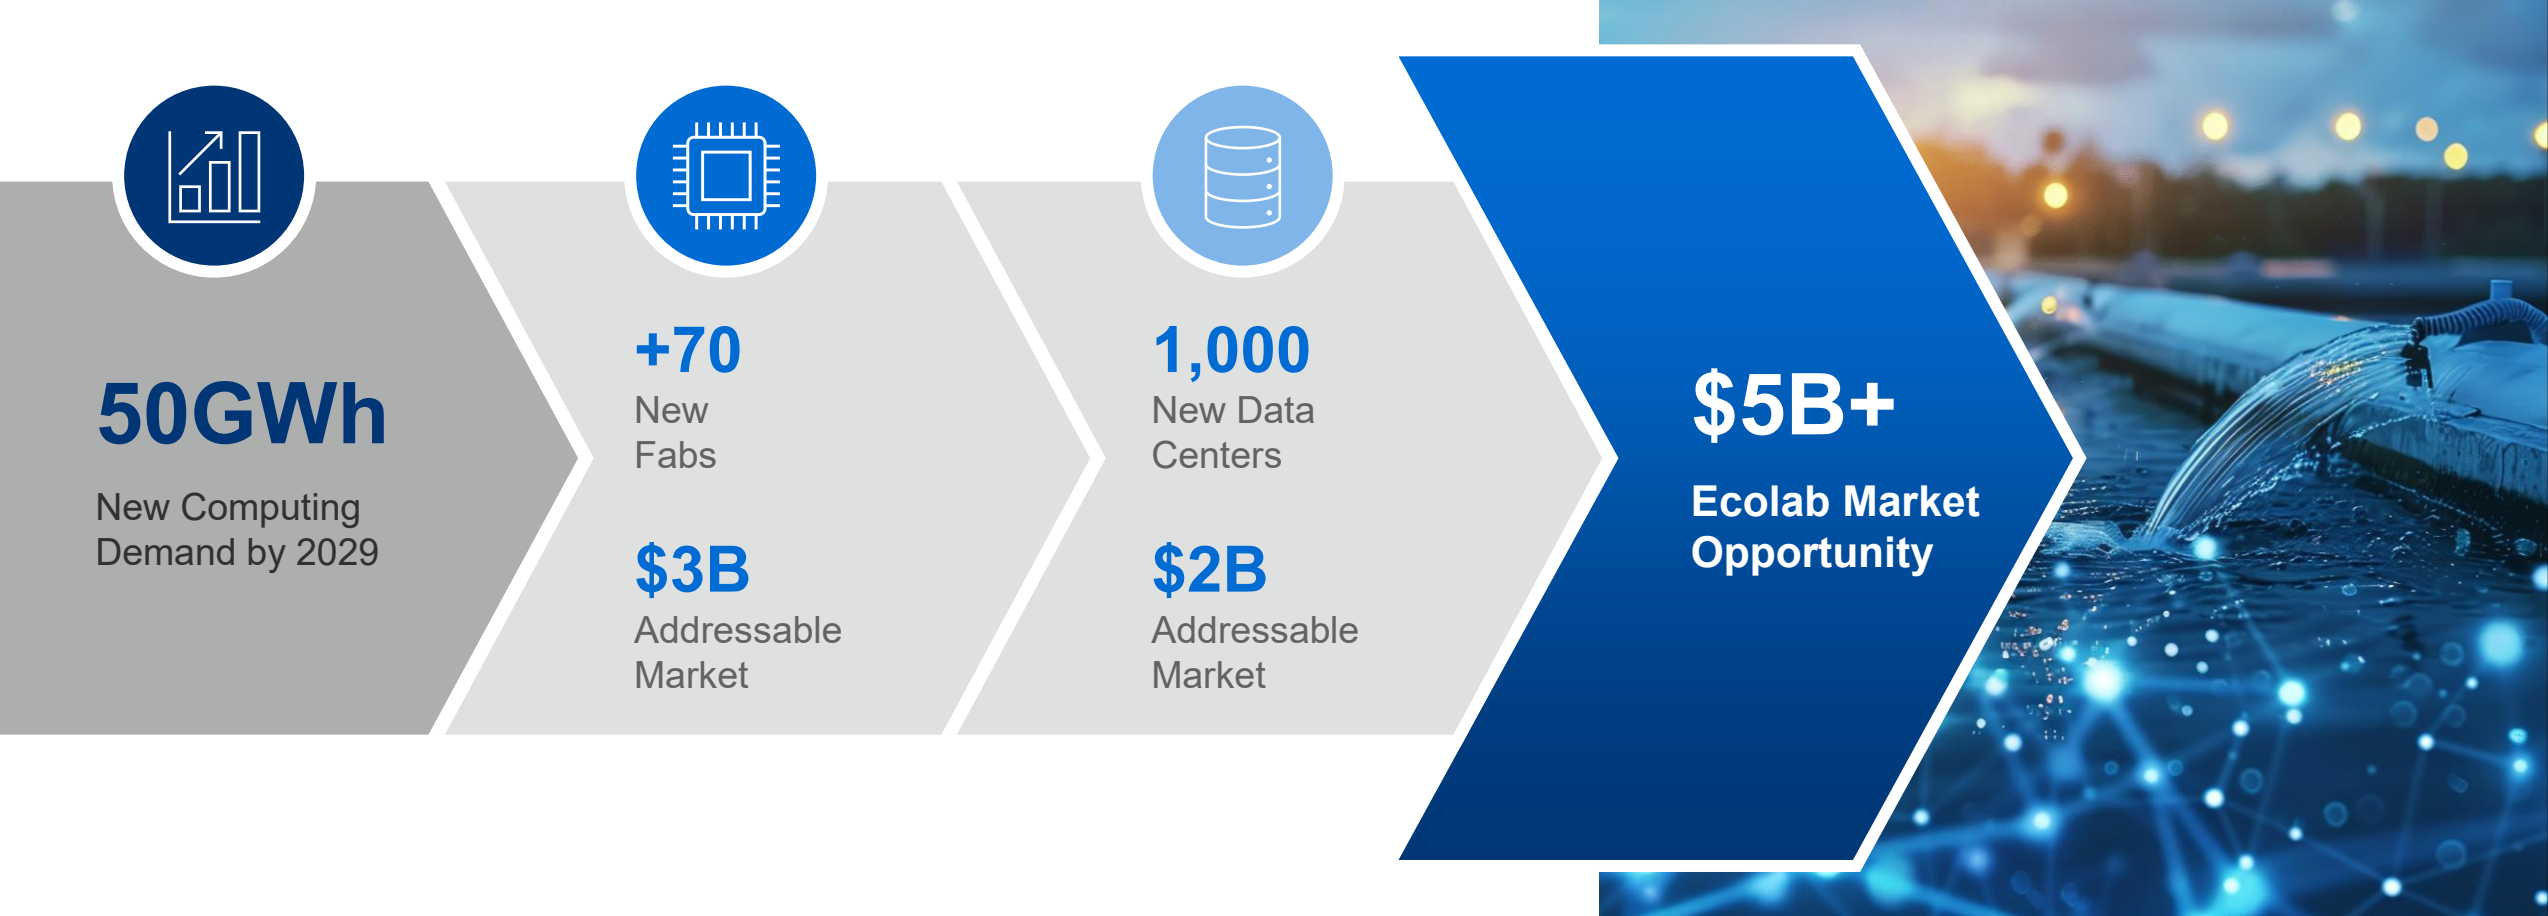 50GWh
New Computing
Demand by 2029
+70
New
Fabs
$3B
Addressable
Market
1,000
New Data
Centers
$2B
Addressable
Market
$5B+
Ecolab Market
Opportunity